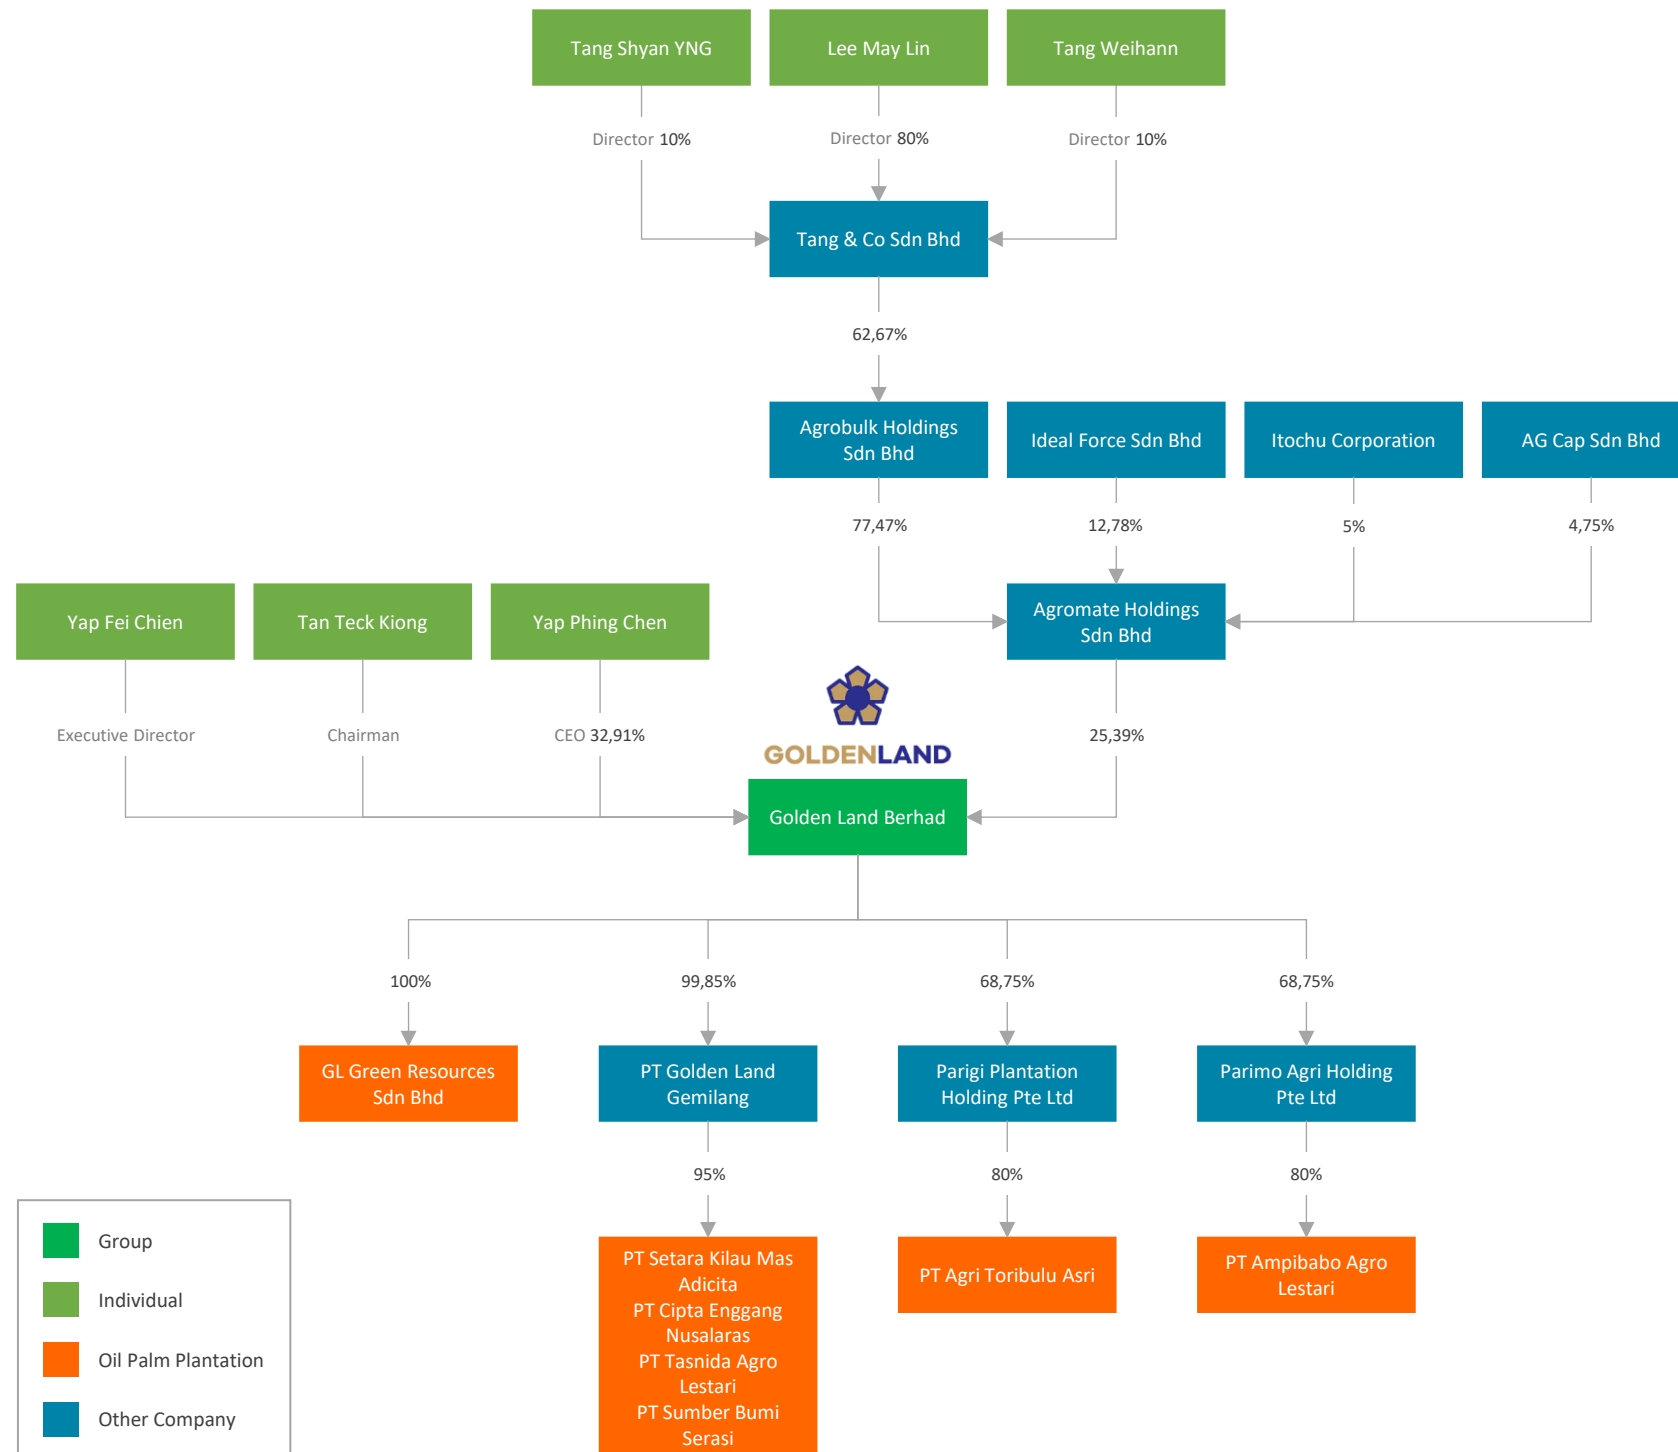 Tang Shyan YNG
Lee May Lin
Tang Weihann
Director 10%
Director 80%
Director 10%
Tang & Co Sdn Bhd
62,67%
Agrobulk Holdings
Sdn Bhd
Ideal Force Sdn Bhd
Itochu Corporation
AG Cap Sdn Bhd
77,47%
12,78%
5%
4,75%
Yap Fei Chien
Tan Teck Kiong
Yap Phing Chen
Agromate Holdings
Sdn Bhd
Executive Director
Chairman
CEO 32,91%
25,39%
GOLDENLAND
Golden Land Berhad
100%
99,85%
68,75%
68,75%
GL Green Resources
Sdn Bhd
PT Golden Land
Gemilang
Parigi Plantation
Holding Pte Ltd
Parimo Agri Holding
Pte Ltd
95%
80%
80%
PT Setara Kilau Mas
Adicita
PT Cipta Enggang
Nusalaras
PT Tasnida Agro
Lestari
PT Sumber Bumi
Serasi
PT Agri Toribulu Asri
PT Ampibabo Agro
Lestari
Group
Individual
Oil Palm Plantation
Other Company